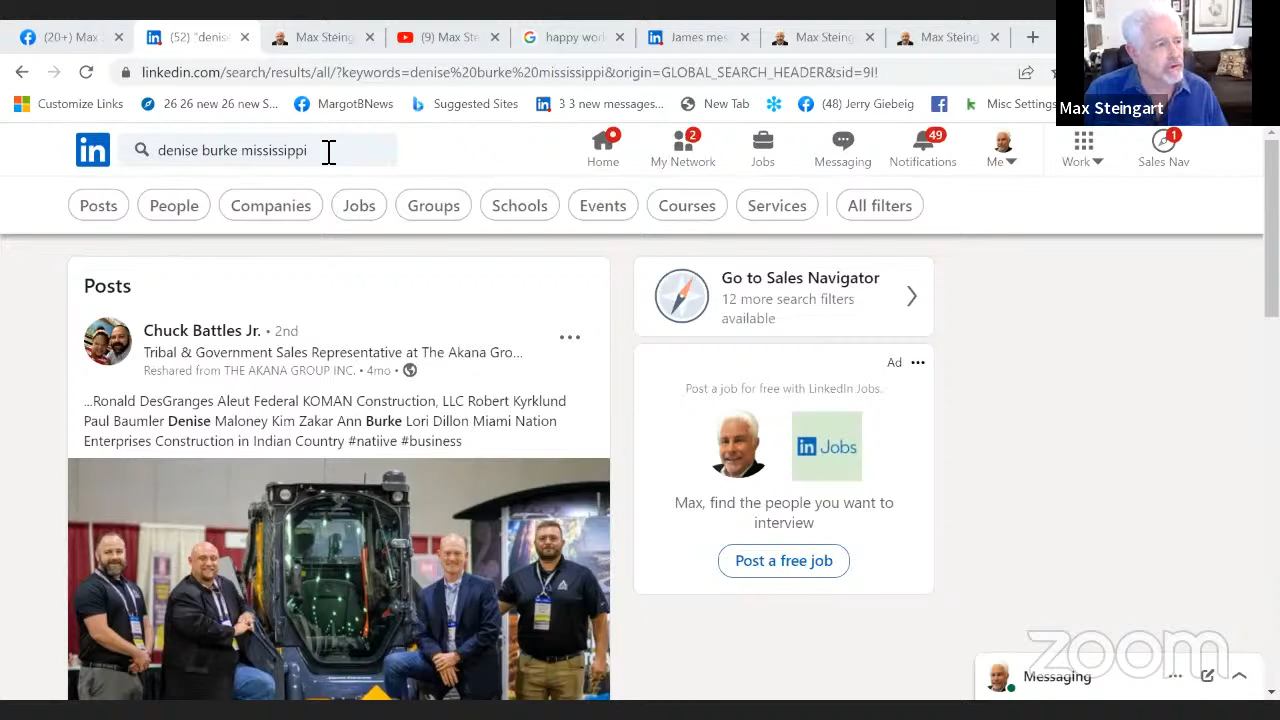 (20+) Max
(52) "denis
Max Steing
(9) Max Ste
happy wor
James mes
Max Steing
Max Steing
linkedin.com/search/results/all/?keywords=denise%20burke%20mississippi&origin=GLOBAL_SEARCH_HEADER&sid=9I!
Customize Links
26 26 new 26 new S...
MargotBNews
Suggested Sites
3 3 new messages...
New Tab
(48) Jerry Giebeig
Misc Settings
Max Steingart
in
denise burke mississippi
Home
2
My Network
Jobs
Messaging
49
Notifications
Me
Work
1
Sales Nav
Posts
People
Companies
Jobs
Groups
Schools
Events
Courses
Services
All filters
Posts
Chuck Battles Jr. • 2nd
Tribal & Government Sales Representative at The Akana Gro...
Reshared from THE AKANA GROUP INC. • 4mo •
...Ronald DesGranges Aleut Federal KOMAN Construction, LLC Robert Kyrklund
Paul Baumler Denise Maloney Kim Zakar Ann Burke Lori Dillon Miami Nation
Enterprises Construction in Indian Country #natiive #business
Go to Sales Navigator
12 more search filters
available
Ad
Post a job for free with LinkedIn Jobs.
in Jobs
Max, find the people you want to
interview
Post a free job
zoom
Messaging